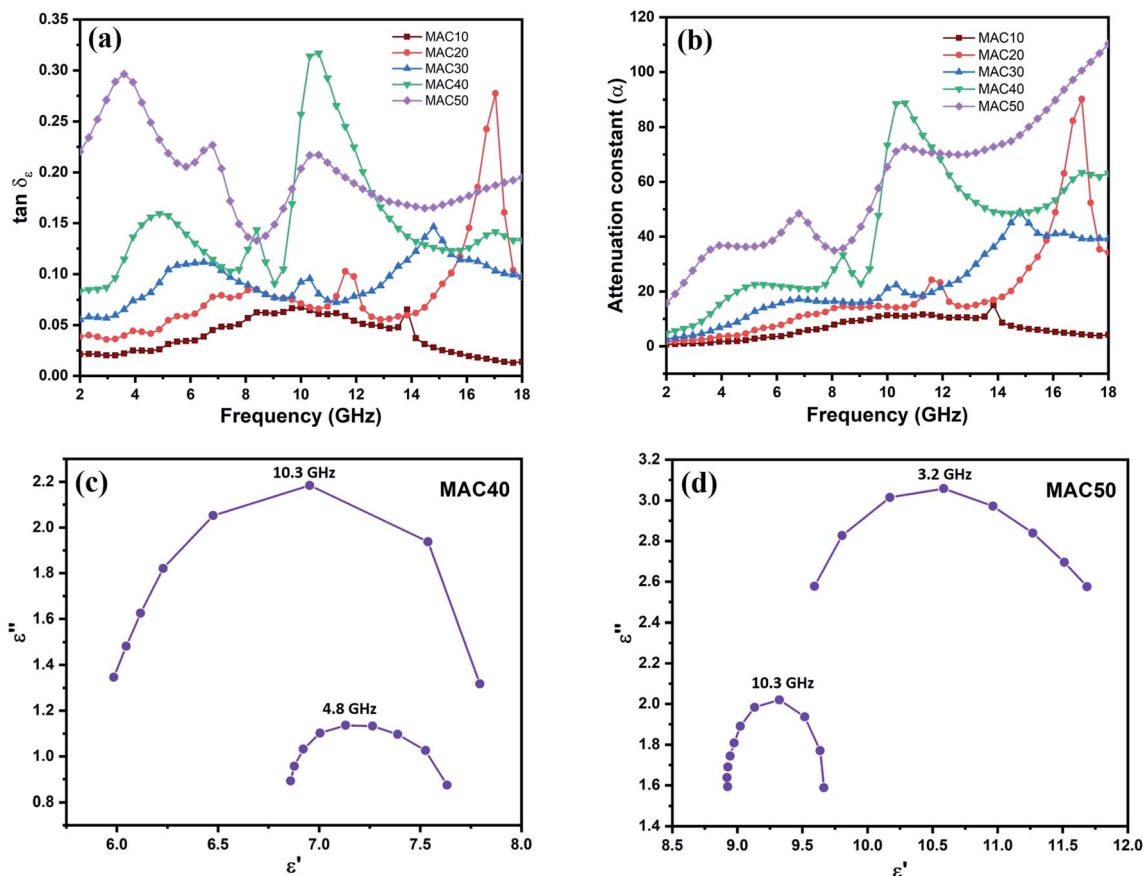 (a)
MAC10
MAC20
MAC30
MAC40
MAC50
0.35
0.30
0.25
0.20
0.15
0.10
0.05
0.00
tan δε
2 4 6 8 10 12 14 16 18
Frequency (GHz)
(b)
MAC10
MAC20
MAC30
MAC40
MAC50
120
100
80
60
40
20
0
Attenuation constant (α)
2 4 6 8 10 12 14 16 18
Frequency (GHz)
(c)
10.3 GHz
MAC40
4.8 GHz
2.2
2.0
1.8
1.6
1.4
1.2
1.0
0.8
ε''
6.0 6.5 7.0 7.5 8.0
ε'
(d)
3.2 GHz
MAC50
10.3 GHz
3.2
3.0
2.8
2.6
2.4
2.2
2.0
1.8
1.6
1.4
ε''
8.5 9.0 9.5 10.0 10.5 11.0 11.5 12.0
ε'